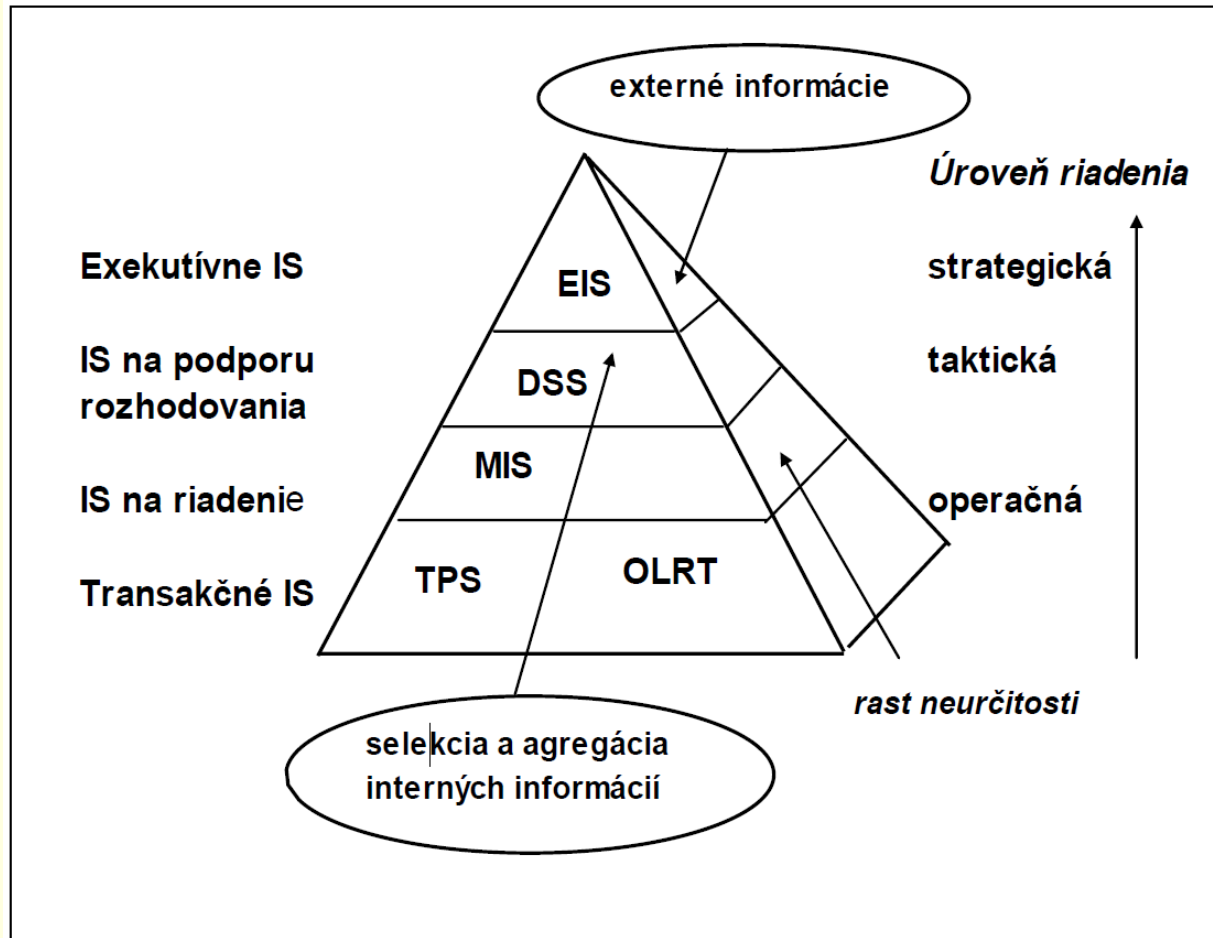 externé informácie
Úroveň riadenia
Exekutívne IS
EIS
strategická
IS na podporu
rozhodovania
DSS
taktická
MIS
IS na riadenie
operačná
Transakčné IS
TPS
OLRT
rast neurčitosti
selekcia a agregácia
interných informácií